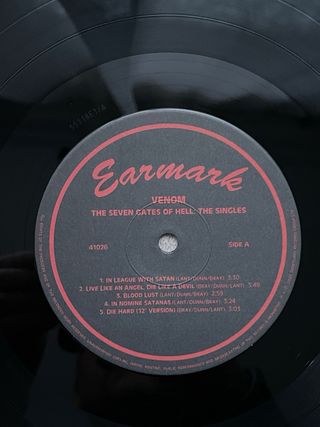 Earmark
VENOM
THE SEVEN GATES OF HELL: THE SINGLES
41026
SIDE A
1. IN LEAGUE WITH SATAN (LANT/DUNN/BRAY) 3:30
2. LIVE LIKE AN ANGEL, DIE LIKE A DEVIL (BRAY/DUNN/LANT) 3:48
3. BLOOD LUST (LANT/DUNN/BRAY) 2:59
4. IN NOMINE SATANAS (LANT/DUNN/BRAY) 3:24
5. DIE HARD (12" VERSION) (BRAY/DUNN/LANT) 3:03